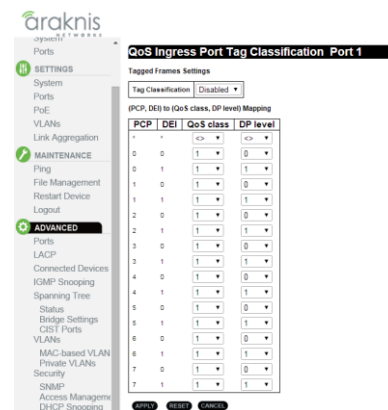 araknis
NETWORKS
System
Ports
SETTINGS
System
Ports
PoE
VLANs
Link Aggregation
MAINTENANCE
Ping
File Management
Restart Device
Logout
ADVANCED
Ports
LACP
Connected Devices
IGMP Snooping
Spanning Tree
Status
Bridge Settings
CIST Ports
VLANs
MAC-based VLAN
Private VLANs
Security
SNMP
Access Manageme
DHCP Snooping
QoS Ingress Port Tag Classification Port 1
Tagged Frames Settings
Tag Classification Disabled
(PCP, DEI) to (QoS class, DP level) Mapping
PCP DEI QoS class DP level
* * <> <>
0 0 1 0
0 1 1 1
1 0 1 0
1 1 1 1
2 0 1 0
2 1 1 1
3 0 1 0
3 1 1 1
4 0 1 0
4 1 1 1
5 0 1 0
5 1 1 1
6 0 1 0
6 1 1 1
7 0 1 0
7 1 1 1
APPLY RESET CANCEL